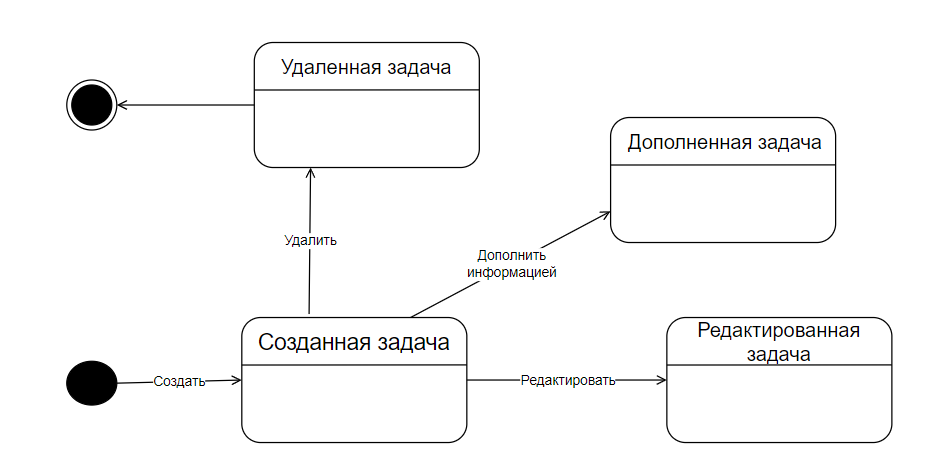 Удаленная задача
Дополненная задача
Удалить
Дополнить
информацией
Созданная задача
Редактированная
задача
Создать
Редактировать